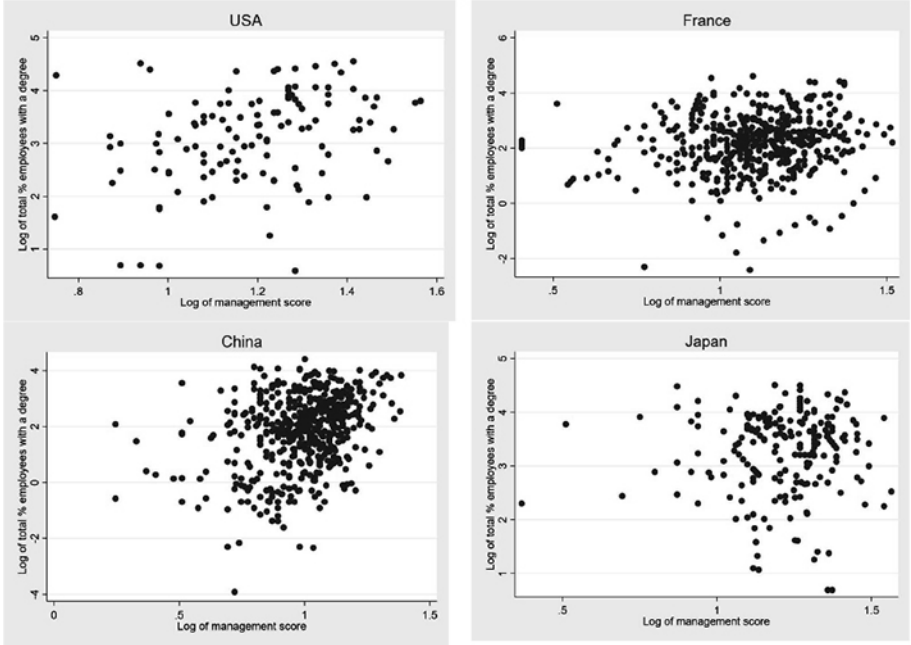 USA
Log of total % employees with a degree
5
4
3
2
1
.8
1
1.2
1.4
1.6
Log of management score
France
Log of total % employees with a degree
6
4
2
0
-2
.5
1
1.5
Log of management score
China
Log of total % employees with a degree
4
2
0
-2
-4
0
.5
1
1.5
Log of management score
Japan
Log of total % employees with a degree
5
4
3
2
1
.5
1
1.5
Log of management score